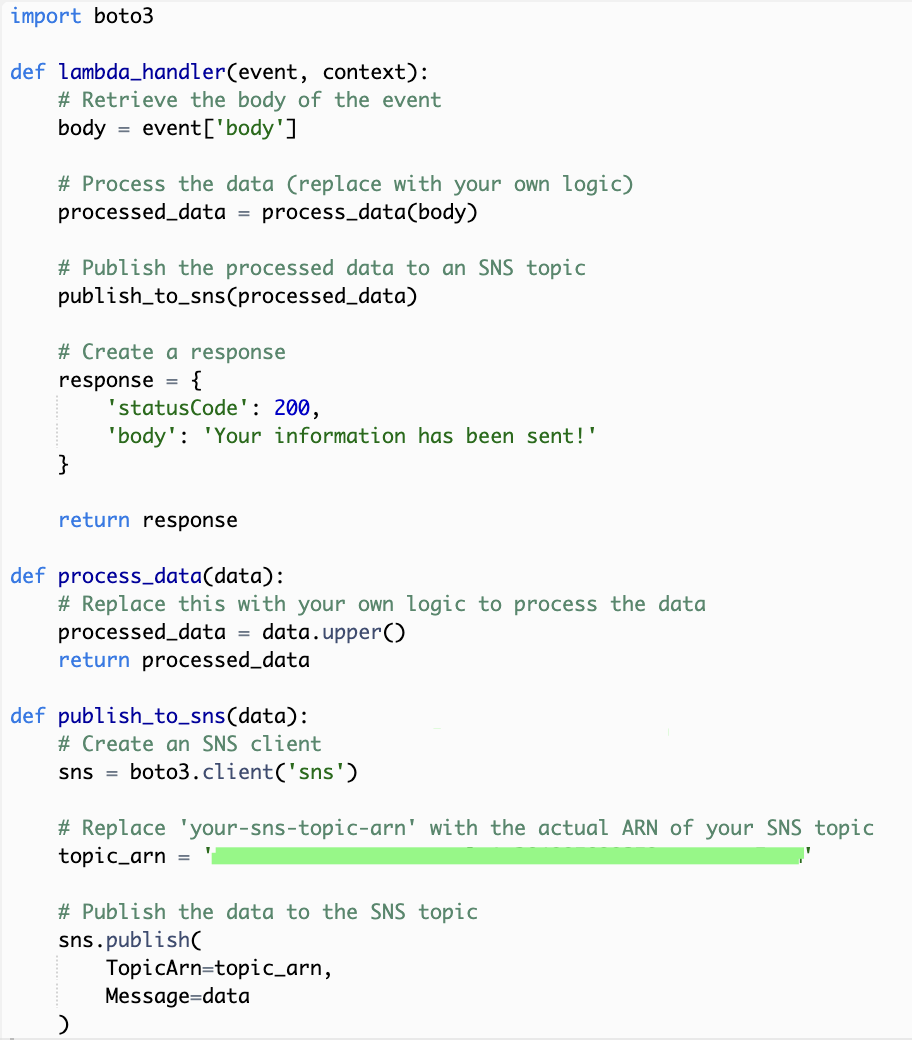 import boto3
def lambda_handler(event, context):
    # Retrieve the body of the event
    body = event['body']
    # Process the data (replace with your own logic)
    processed_data = process_data(body)
    # Publish the processed data to an SNS topic
    publish_to_sns(processed_data)
    # Create a response
    response = {
        'statusCode': 200,
        'body': 'Your information has been sent!'
    }
    return response
def process_data(data):
    # Replace this with your own logic to process the data
    processed_data = data.upper()
    return processed_data
def publish_to_sns(data):
    # Create an SNS client
    sns = boto3.client('sns')
    # Replace 'your-sns-topic-arn' with the actual ARN of your SNS topic
    topic_arn = ' '
    # Publish the data to the SNS topic
    sns.publish(
        TopicArn=topic_arn,
        Message=data
    )